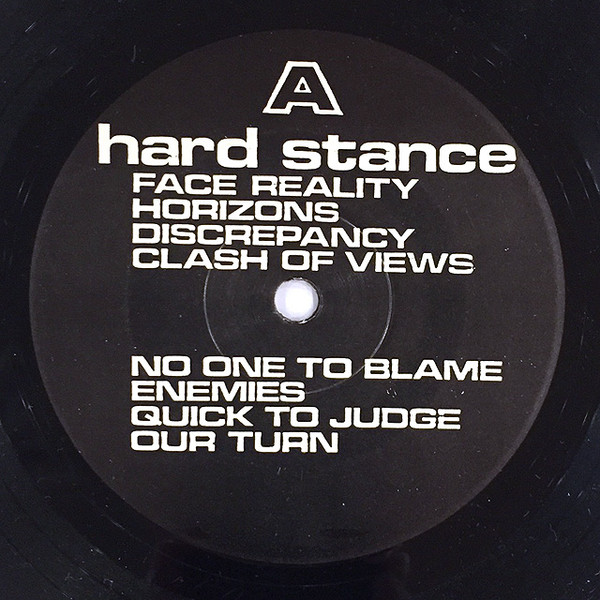 A
hard stance
FACE REALITY
HORIZONS
DISCREPANCY
CLASH OF VIEWS
NO ONE TO BLAME
ENEMIES
QUICK TO JUDGE
OUR TURN